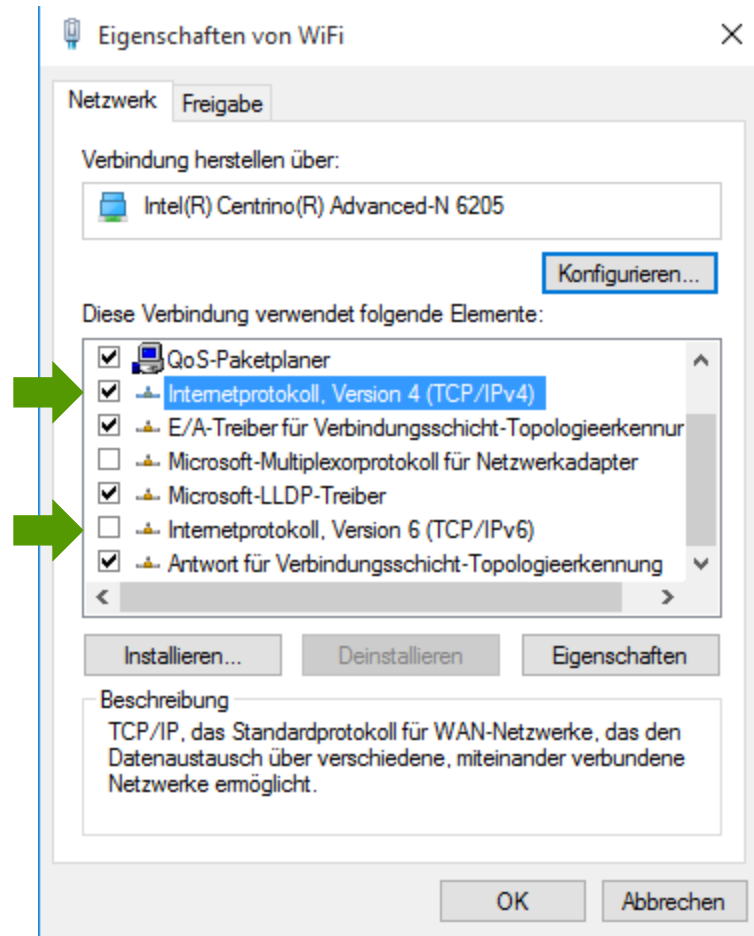 Eigenschaften von WiFi
Netzwerk
Freigabe
Verbindung herstellen über:
Intel(R) Centrino(R) Advanced-N 6205
Konfigurieren...
Diese Verbindung verwendet folgende Elemente:
QoS-Paketplaner
Internetprotokoll, Version 4 (TCP/IPv4)
E/A-Treiber für Verbindungsschicht-Topologieerkennur
Microsoft-Multiplexorprotokoll für Netzwerkadapter
Microsoft-LLDP-Treiber
Internetprotokoll, Version 6 (TCP/IPv6)
Antwort für Verbindungsschicht-Topologieerkennung
Installieren...
Deinstallieren
Eigenschaften
Beschreibung
TCP/IP, das Standardprotokoll für WAN-Netzwerke, das den
Datenaustausch über verschiedene, miteinander verbundene
Netzwerke ermöglicht.
OK
Abbrechen